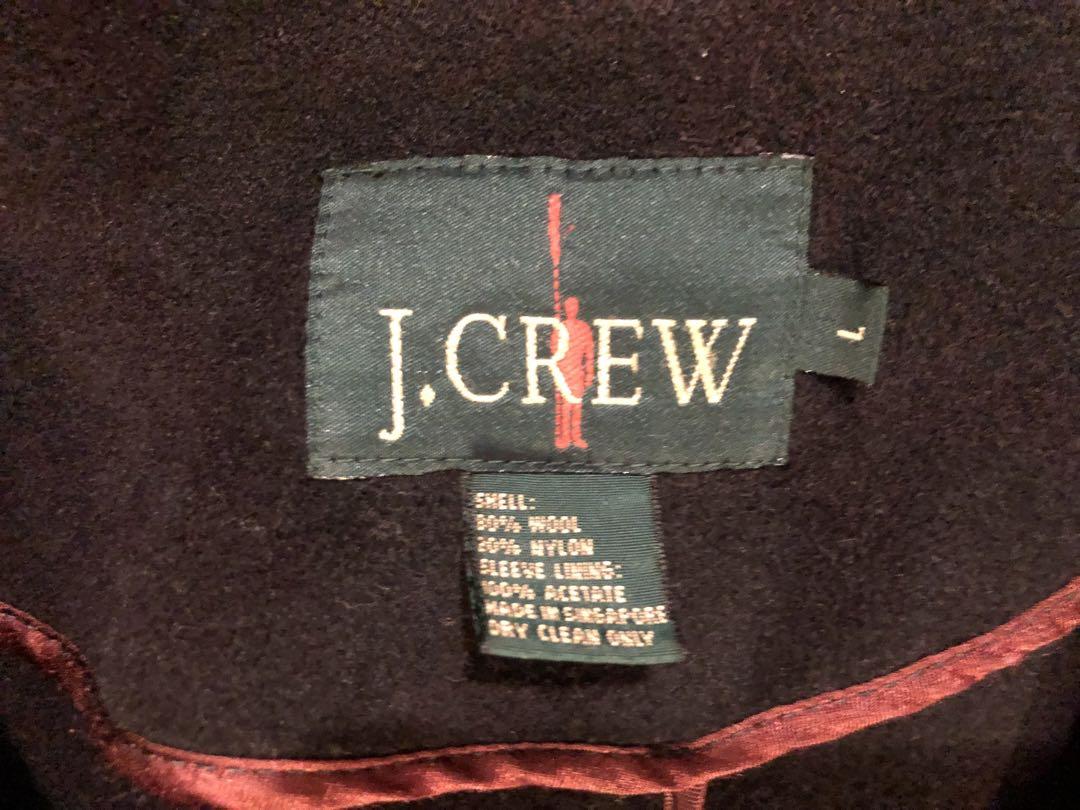 J.CREW
L
SHELL:
80% WOOL
20% NYLON
SLEEVE LINING:
100% ACETATE
MADE IN SINGAPORE
DRY CLEAN ONLY